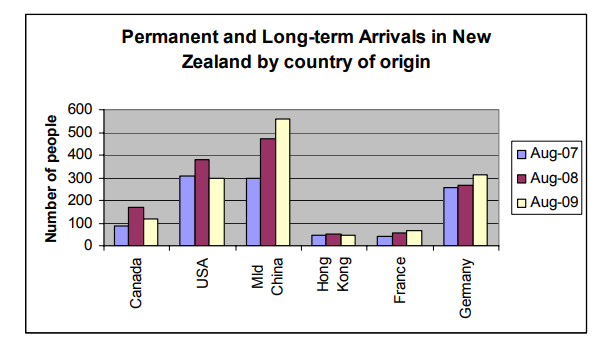 Permanent and Long-term Arrivals in New
Zealand by country of origin
Number of people
600
500
400
300
200
100
0
Canada
USA
Mld
China
Hong
Kong
France
Germany
Aug-07
Aug-08
Aug-09